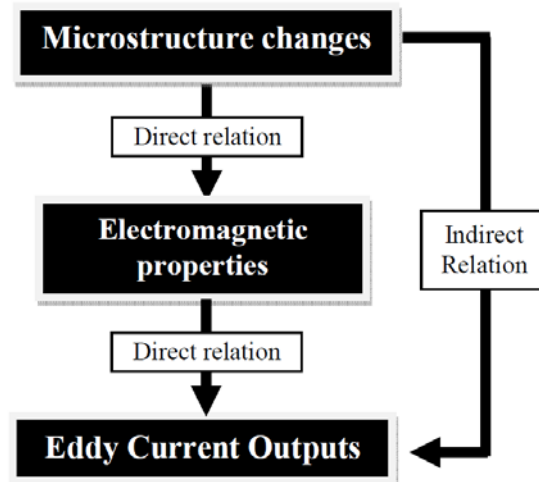 Microstructure changes
Direct relation
Electromagnetic
properties
Indirect
Relation
Direct relation
Eddy Current Outputs